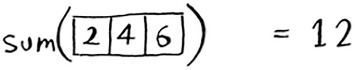 sum( 2 4 6 ) = 12